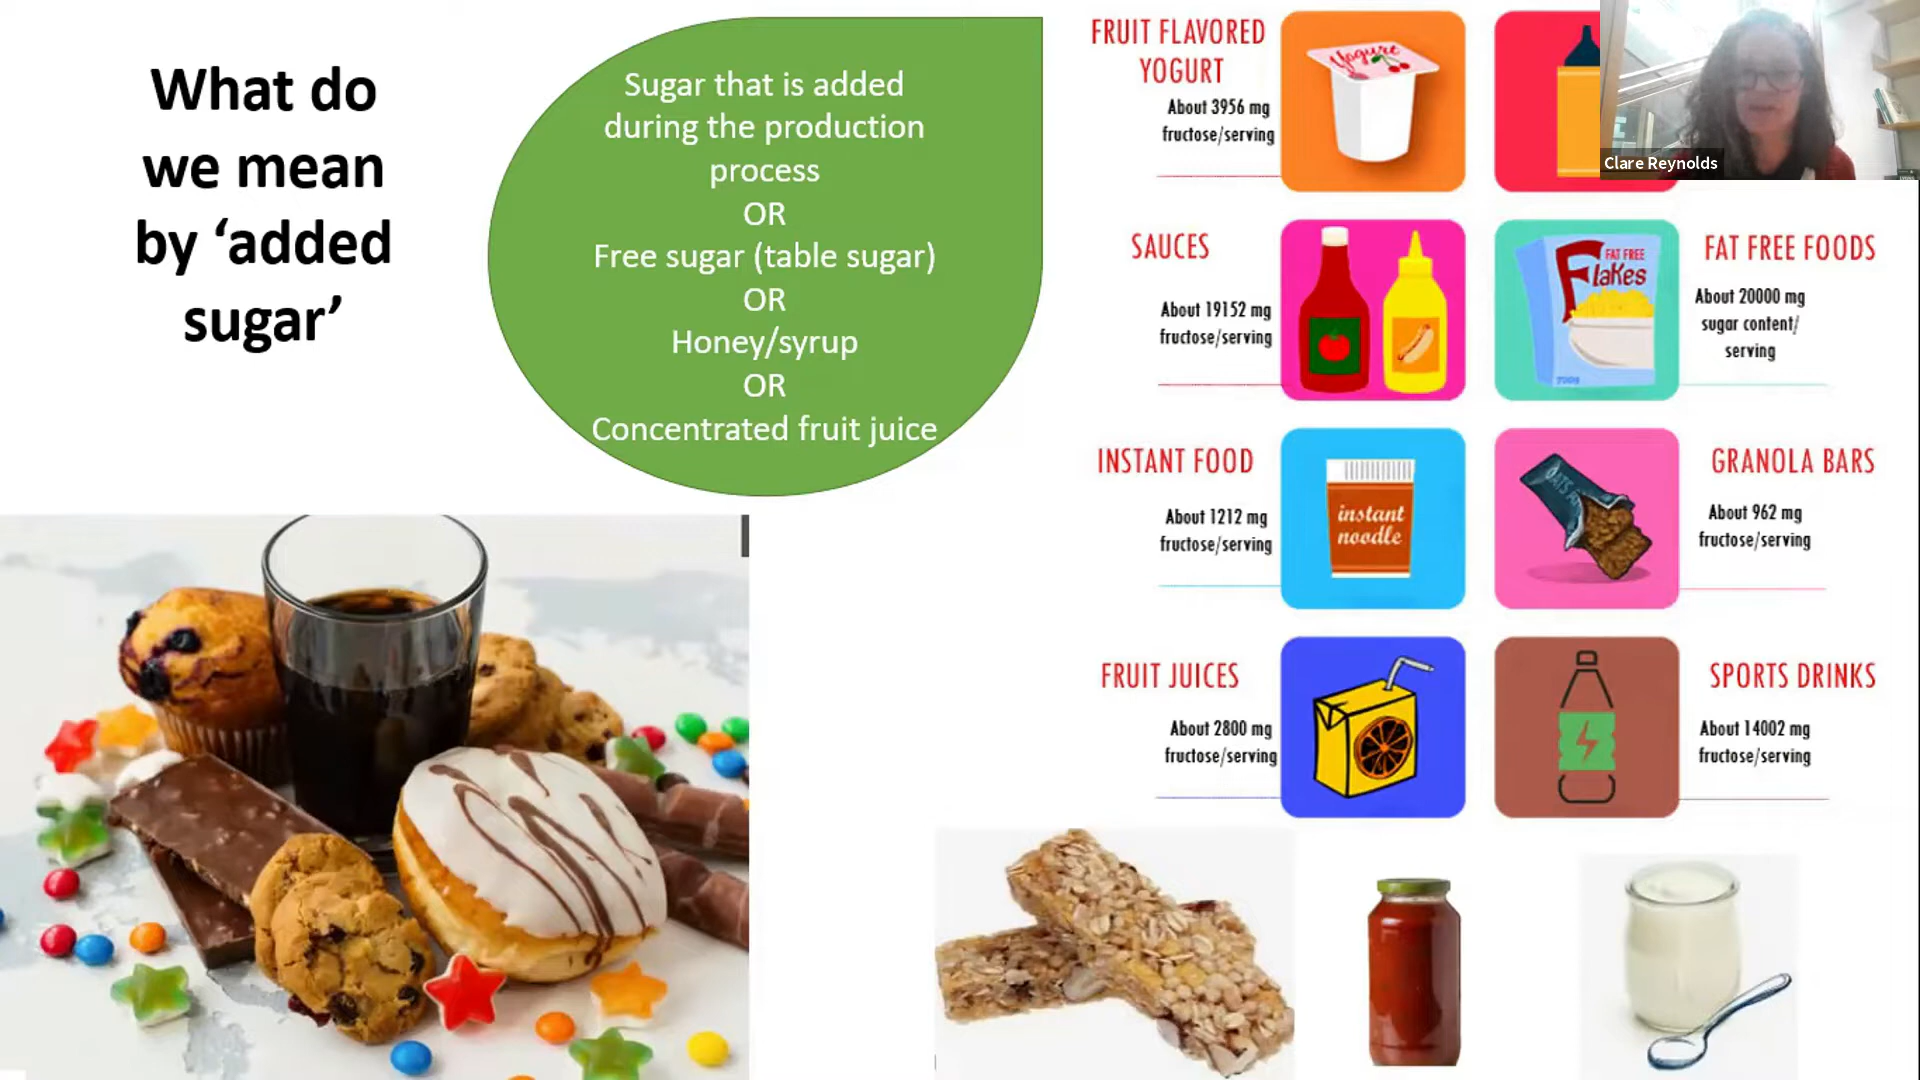 What do
we mean
by ‘added
sugar’
Sugar that is added
during the production
process
OR
Free sugar (table sugar)
OR
Honey/syrup
OR
Concentrated fruit juice
FRUIT FLAVORED
YOGURT
About 3956 mg
fructose/serving
Yogurt
Clare Reynolds
SAUCES
About 19152 mg
fructose/serving
FAT FREE
Flakes
FAT FREE FOODS
About 20000 mg
sugar content/
serving
INSTANT FOOD
About 1212 mg
fructose/serving
instant
noodle
GRANOLA BARS
About 962 mg
fructose/serving
FRUIT JUICES
About 2800 mg
fructose/serving
SPORTS DRINKS
About 14002 mg
fructose/serving